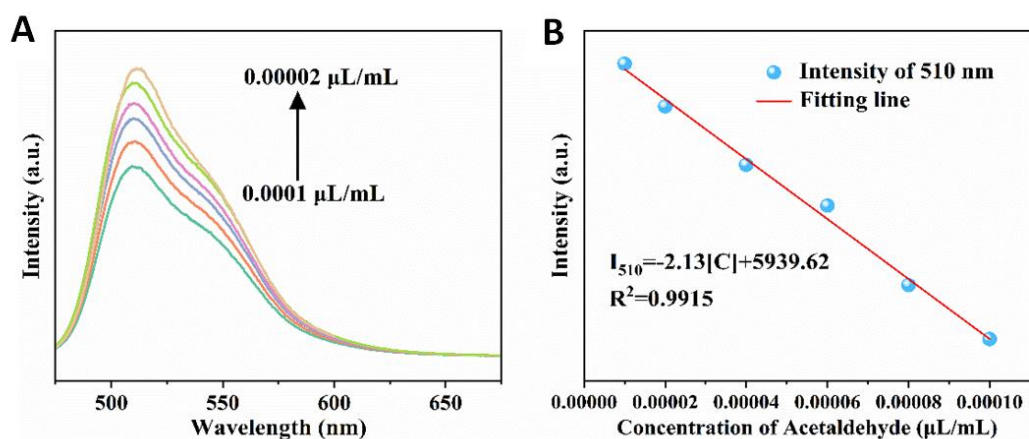 A
Intensity (a.u.)
0.00002 μL/mL
0.0001 μL/mL
500 550 600 650
Wavelength (nm)
B
Intensity (a.u.)
Intensity of 510 nm
Fitting line
I₅₁₀=-2.13[C]+5939.62
R²=0.9915
0.00000 0.00002 0.00004 0.00006 0.00008 0.00010
Concentration of Acetaldehyde (μL/mL)